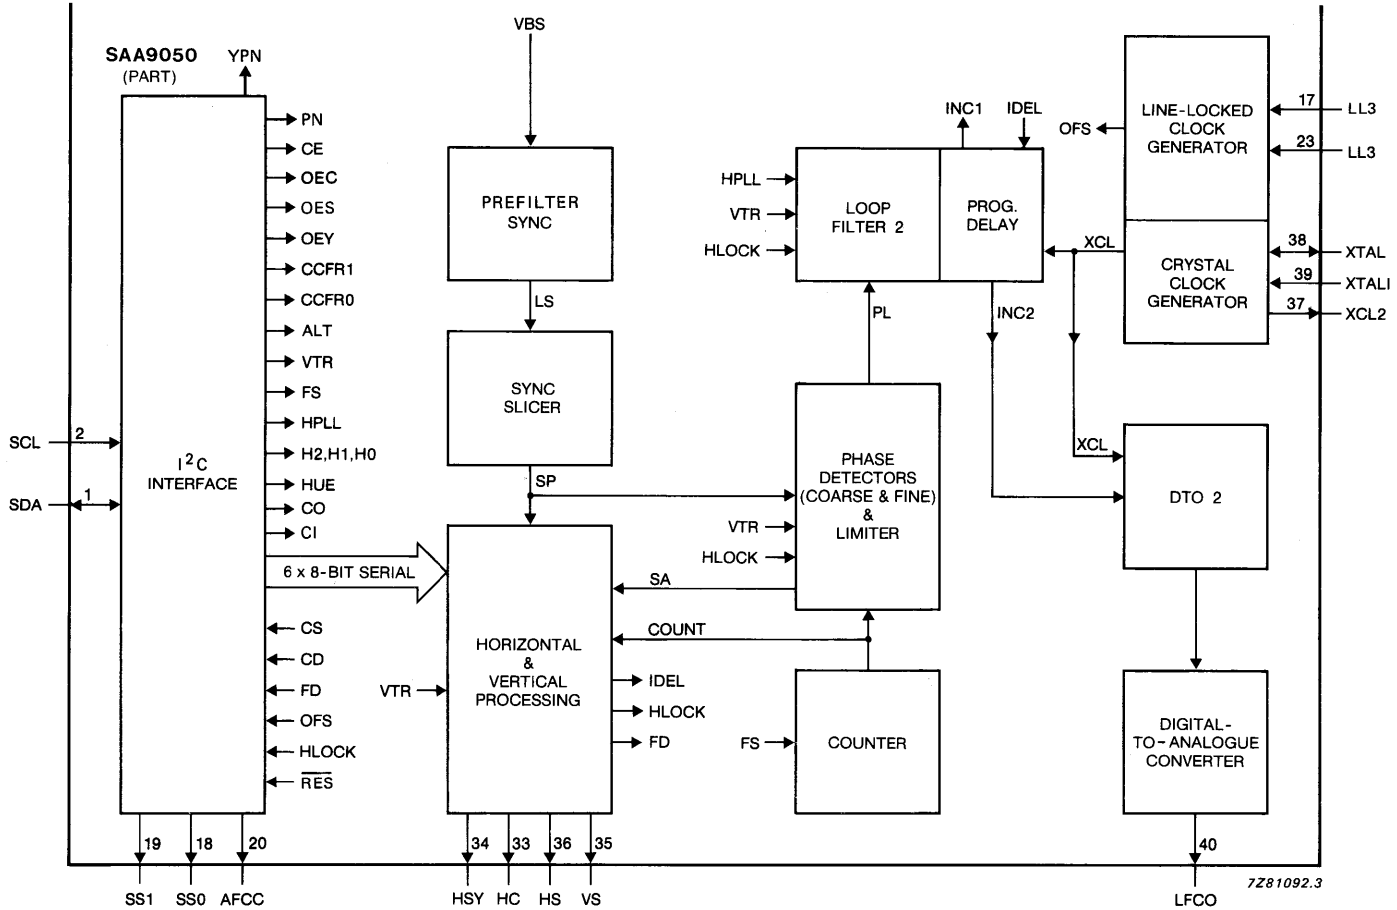 SAA9050
(PART)
YPN
PN
CE
OEC
OES
OEY
CCFR1
CCFR0
ALT
VTR
FS
HPLL
H2,H1,H0
HUE
CO
CI
6 x 8-BIT SERIAL
CS
CD
FD
OFS
HLOCK
RES
I2C
INTERFACE
SCL
2
SDA
1
19
18
20
SS1
SS0
AFCC
VBS
PREFILTER
SYNC
LS
SYNC
SLICER
SP
HORIZONTAL
&
VERTICAL
PROCESSING
VTR
SA
COUNT
IDEL
HLOCK
FD
34
33
36
35
HSY
HC
HS
VS
INC1
IDEL
HPLL
VTR
HLOCK
LOOP
FILTER 2
PROG.
DELAY
PL
INC2
PHASE
DETECTORS
(COARSE & FINE)
&
LIMITER
VTR
HLOCK
FS
COUNTER
OFS
LINE-LOCKED
CLOCK
GENERATOR
17
LL3
23
LL3
XCL
CRYSTAL
CLOCK
GENERATOR
38
XTAL
39
XTALI
37
XCL2
XCL
DTO 2
DIGITAL-
TO-ANALOGUE
CONVERTER
40
LFCO
7Z81092.3